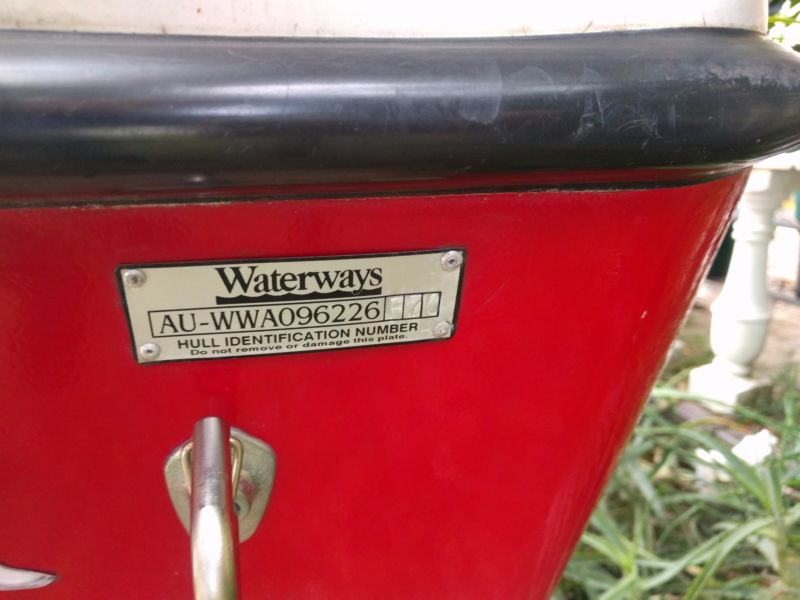 Waterways
AU-WWA096226
HULL IDENTIFICATION NUMBER
Do not remove or damage this plate.